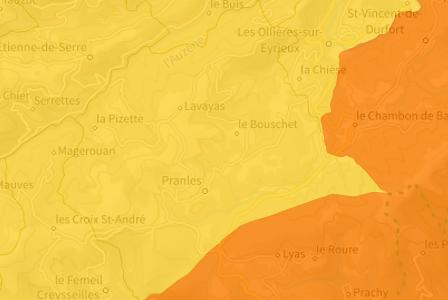 le Buis
St-Vincent-de-
Durfort
Les Ollières-sur-
Eyrieux
Étienne-de-Serre
l'Auzène
la Chièse
Chier
Serrettes
Lavayas
la Pizette
le Bouschet
le Chambon de Ba
Magerouan
Pranles
Mauves
les Croix St-André
Lyas
le Roure
les P
le Fémeil
Creysseilles
Prachy